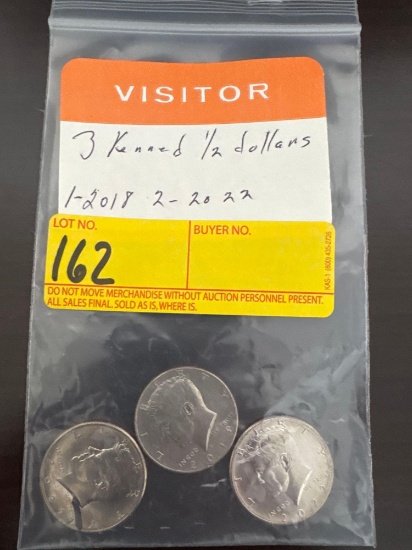 VISITOR
3 Kenned 1/2 dollars
1-2018 2-2022
LOT NO. BUYER NO.
162
DO NOT MOVE MERCHANDISE WITHOUT AUCTION PERSONNEL PRESENT.
ALL SALES FINAL. SOLD AS IS, WHERE IS.